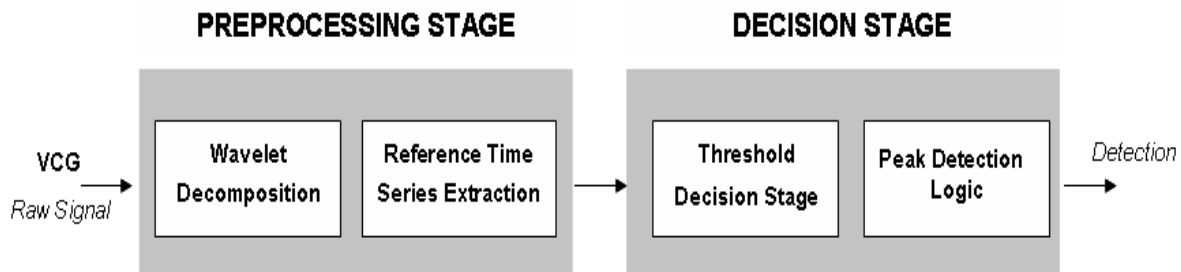 PREPROCESSING STAGE
DECISION STAGE
VCG
Raw Signal
Wavelet
Decomposition
Reference Time
Series Extraction
Threshold
Decision Stage
Peak Detection
Logic
Detection